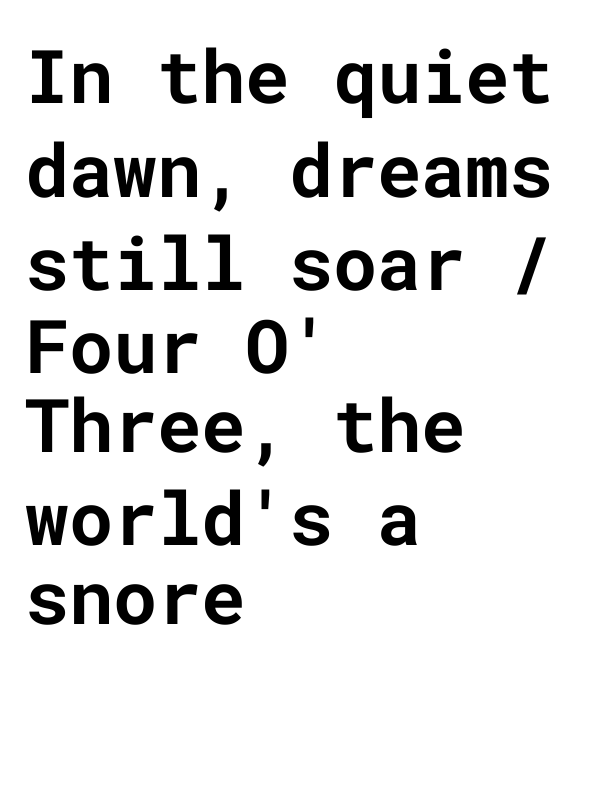 In the quiet
dawn, dreams
still soar /
Four O'
Three, the
world's a
snore